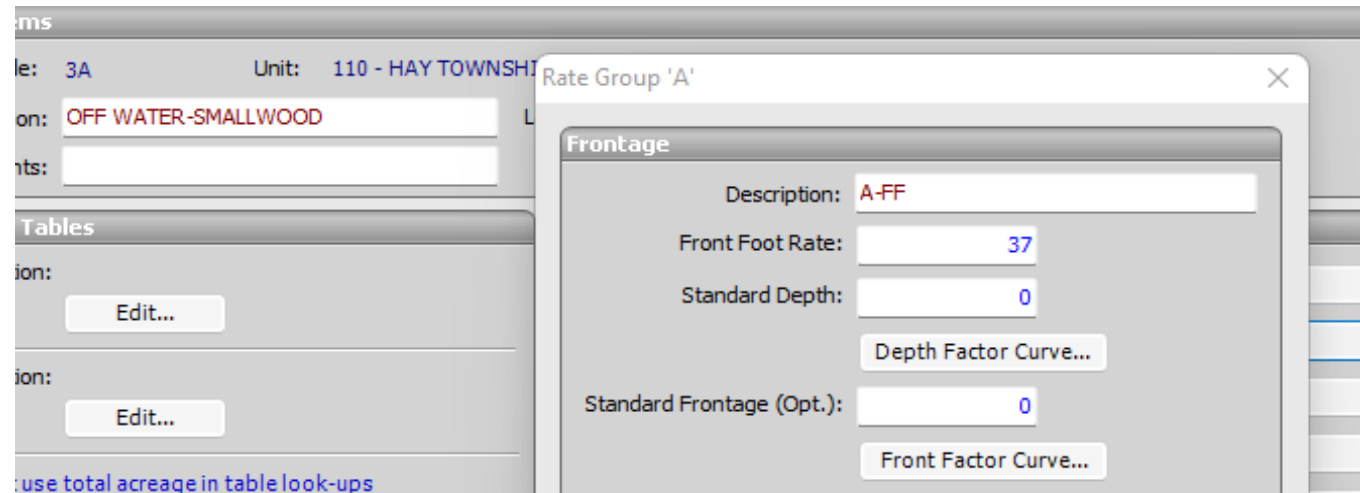 ems
le: 3A Unit: 110 - HAY TOWNSHI
on: OFF WATER-SMALLWOOD L
nts:
Tables
tion:
Edit...
tion:
Edit...
use total acreage in table look-ups
Rate Group 'A'
Frontage
Description: A-FF
Front Foot Rate: 37
Standard Depth: 0
Depth Factor Curve...
Standard Frontage (Opt.): 0
Front Factor Curve...